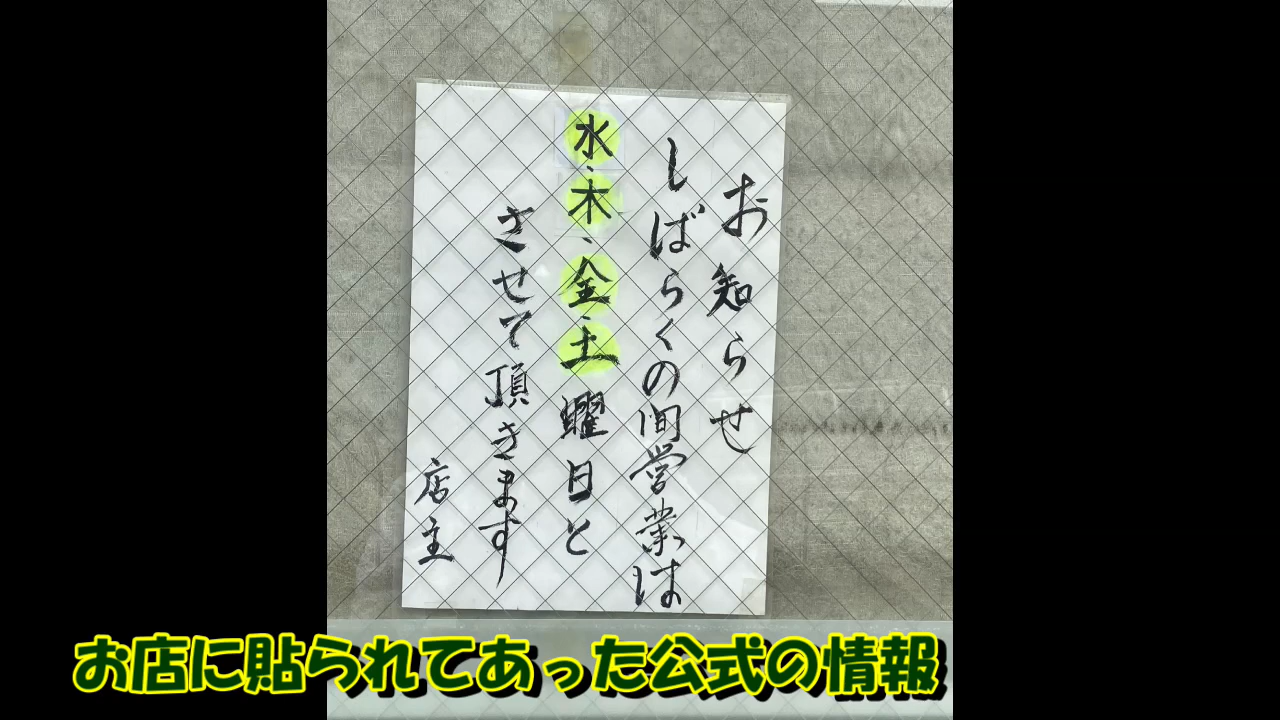 お知らせ
しばらくの間営業は
水、木、金、土曜日と
させて頂きます
店主
お店に貼られてあった公式の情報